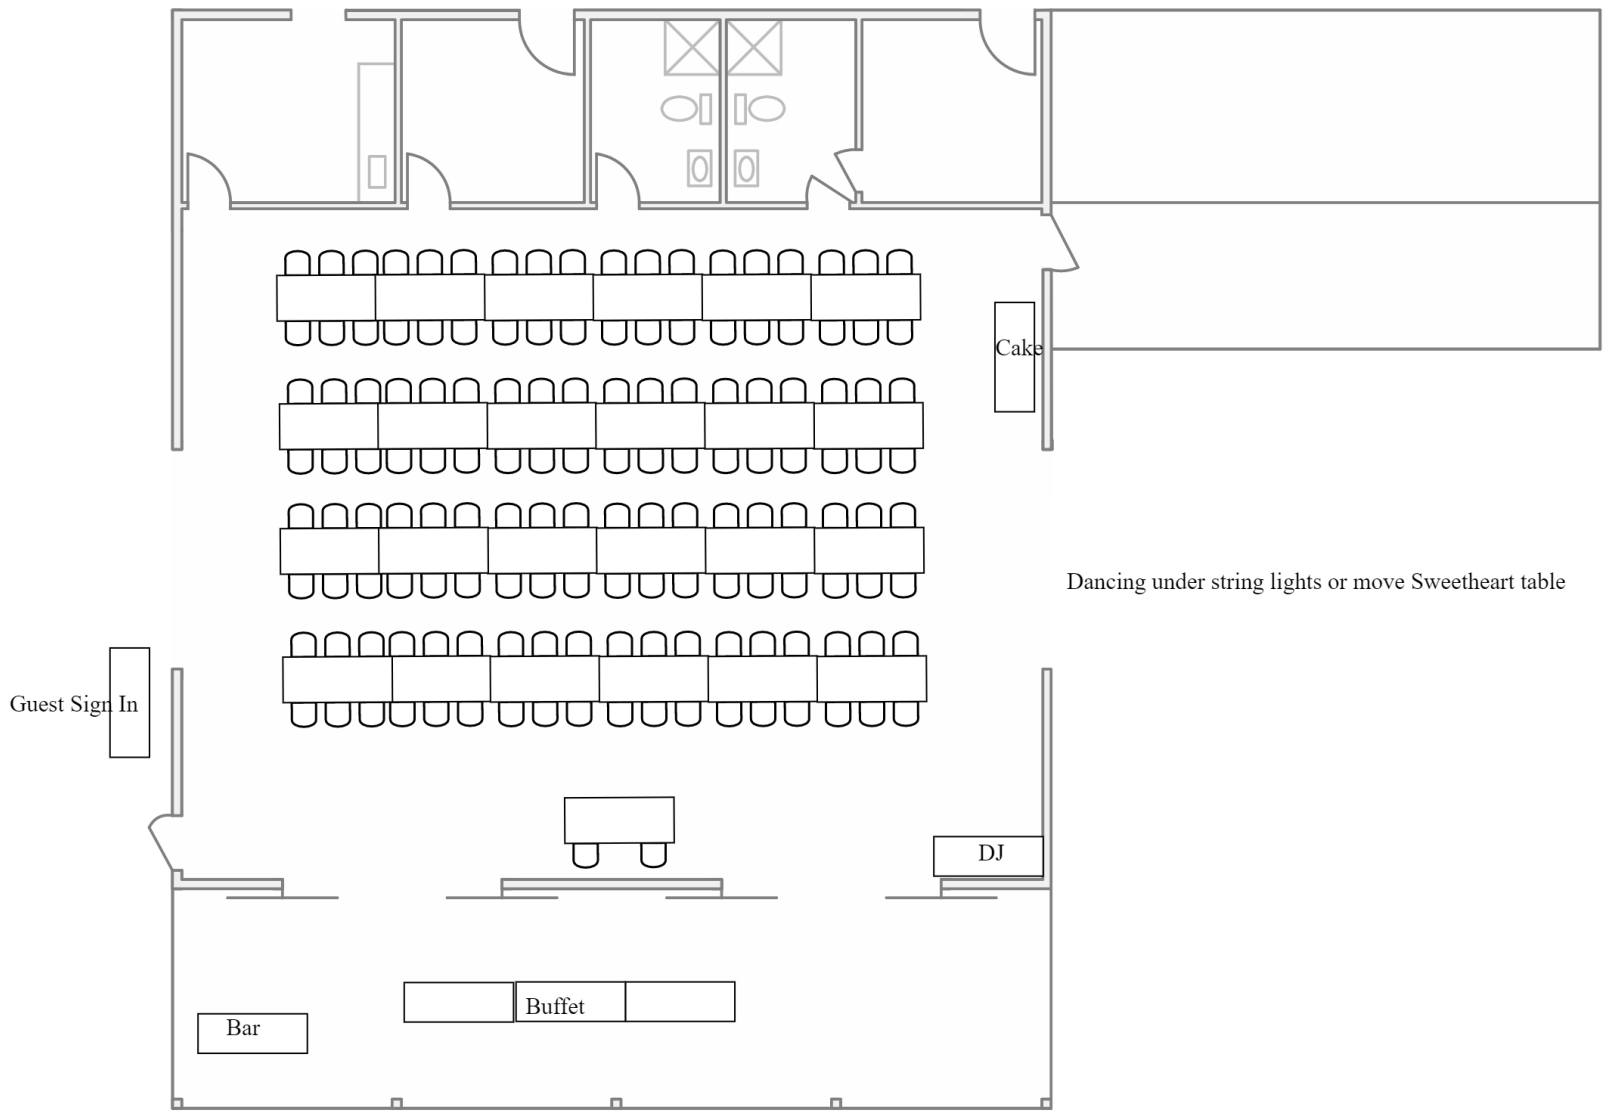 Cake
Dancing under string lights or move Sweetheart table
Guest Sign In
DJ
Buffet
Bar